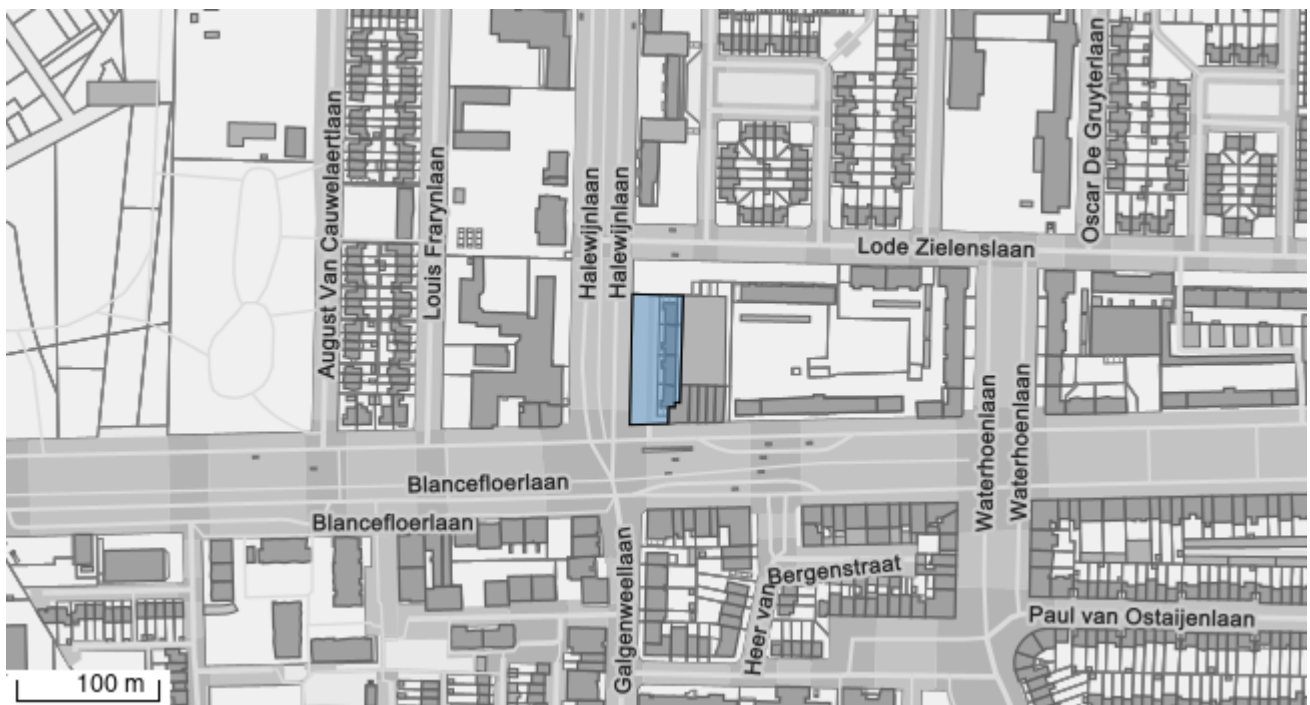 August Van Cauwelaertlaan
Louis Frarynlaan
Halewijnlaan
Halewijnlaan
Oscar De Gruyterlaan
Lode Zielenslaan
Waterhoenlaan
Waterhoenlaan
Blancefloerlaan
Blancefloerlaan
Galgenweellaan
Heer van
Bergenstraat
Paul van Ostaijenlaan
100 m